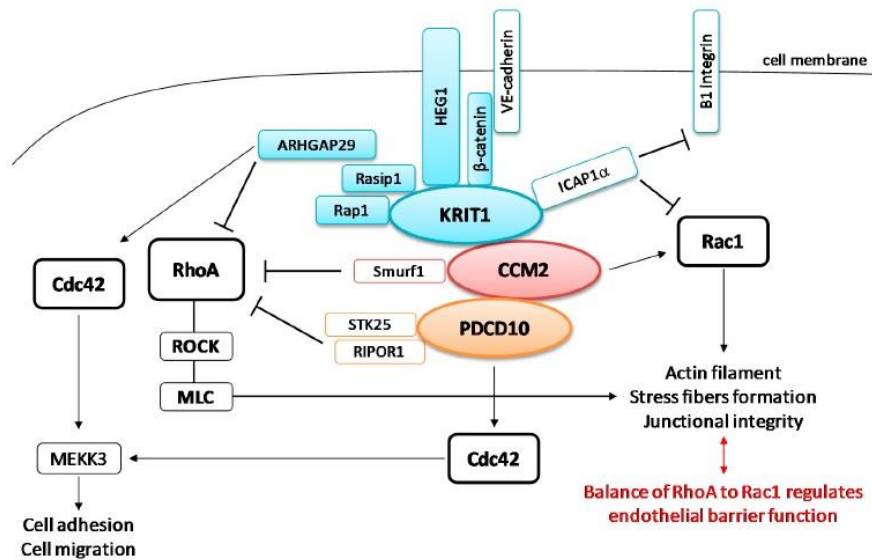 cell membrane
HEG1
VE-cadherin
B1 Integrin
β-catenin
ARHGAP29
Rasip1
Rap1
ICAP1α
KRIT1
Cdc42
RhoA
Rac1
Smurf1
CCM2
STK25
RIPOR1
PDCD10
ROCK
MLC
Actin filament
Stress fibers formation
Junctional integrity
MEKK3
Cdc42
Balance of RhoA to Rac1 regulates
endothelial barrier function
Cell adhesion
Cell migration